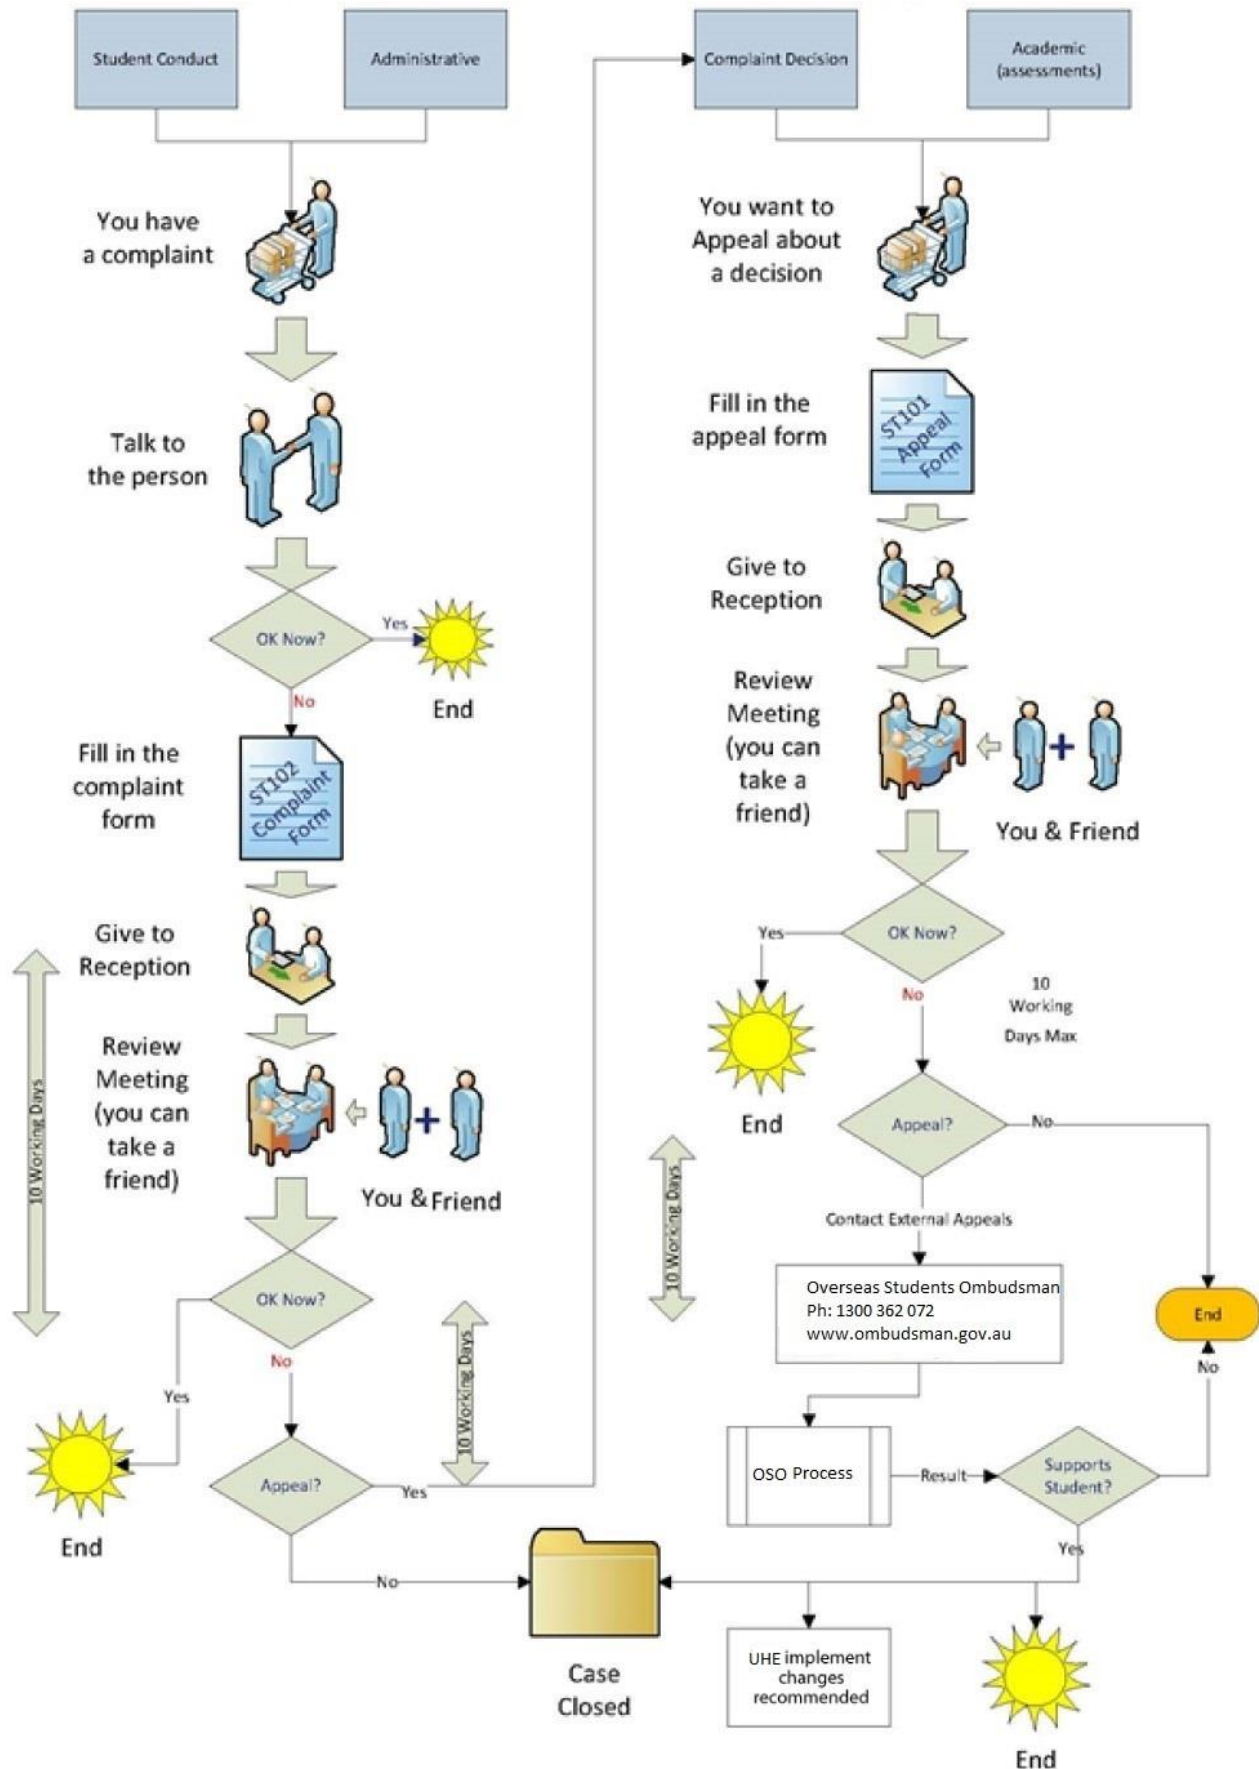 Student Conduct
Administrative
You have
a complaint
Talk to
the person
OK Now?
Yes
End
No
Fill in the
complaint
form
ST102
Complaint
Form
Give to
Reception
10 Working Days
Review
Meeting
(you can
take a
friend)
You & Friend
OK Now?
No
Yes
End
10 Working Days
Appeal?
Yes
No
Case
Closed
Complaint Decision
Academic
(assessments)
You want to
Appeal about
a decision
Fill in the
appeal form
ST101
Appeal
Form
Give to
Reception
Review
Meeting
(you can
take a
friend)
You & Friend
OK Now?
Yes
End
No
10
Working
Days Max
Appeal?
No
10 Working Days
Contact External Appeals
Overseas Students Ombudsman
Ph: 1300 362 072
www.ombudsman.gov.au
End
No
OSO Process
Result
Supports
Student?
Yes
UHE implement
changes
recommended
End